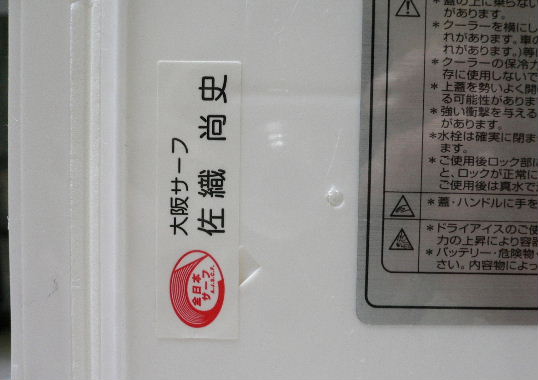 大阪サーフ
佐織 尚史
全日本
サーフ
A.J.S.C.F.
があります。
＊クーラーを横にし
れがあります。車の
れがあります。)等に
＊クーラーの保冷力
存に使用しないで
＊上蓋を勢いよく開
る可能性がありま
＊強い衝撃を与える
があります。
＊水栓は確実に閉ま
ます。
＊ご使用後ロック部に
と、ロックが正常に
ご使用後は真水で
＊蓋・ハンドルに手を
＊ドライアイスのご使
力の上昇により容器
＊バッテリー・危険物・
さい。内容物によっ